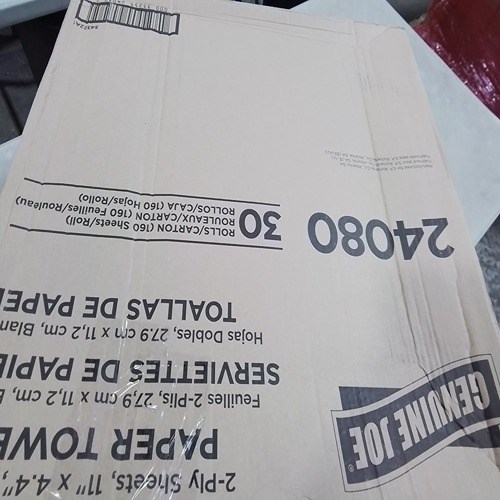 GENUINE JOE®
PAPER TOWE
2-Ply Sheets, 11" x 4.4",
SERVIETTES DE PAPIE
Feuilles 2-Plis, 27,9 cm x 11,2 cm, B
TOALLAS DE PAPE
Hojas Dobles, 27,9 cm x 11,2 cm, Blan
24080
30
ROLLS/CARTON (160 Sheets/Roll)
ROULEAUX/CARTON (160 Feuilles/Rouleau)
ROLLOS/CAJA (160 Hojas/Rollo)